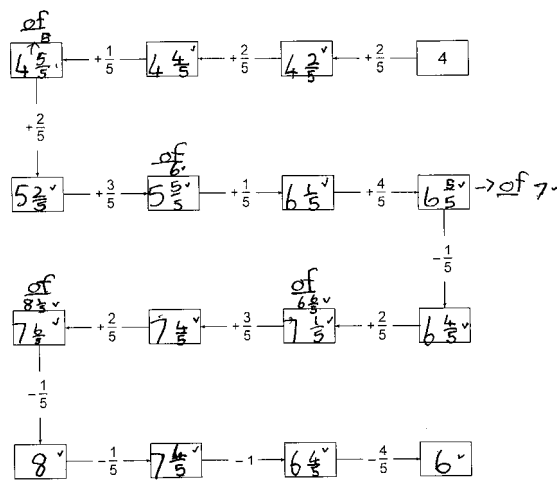 of
5
4 5/5 + 1/5 4 4/5 + 2/5 4 2/5 + 2/5 4
+ 2/5
of
6
5 2/5 + 3/5 5 5/5 + 1/5 6 1/5 + 4/5 6 5/5 → of 7
- 1/5
of of
8 1/5 6 6/5
7 6/5 + 2/5 7 4/5 + 3/5 7 1/5 + 2/5 6 4/5
- 1/5
8 - 1/5 7 4/5 - 1 6 4/5 - 4/5 6